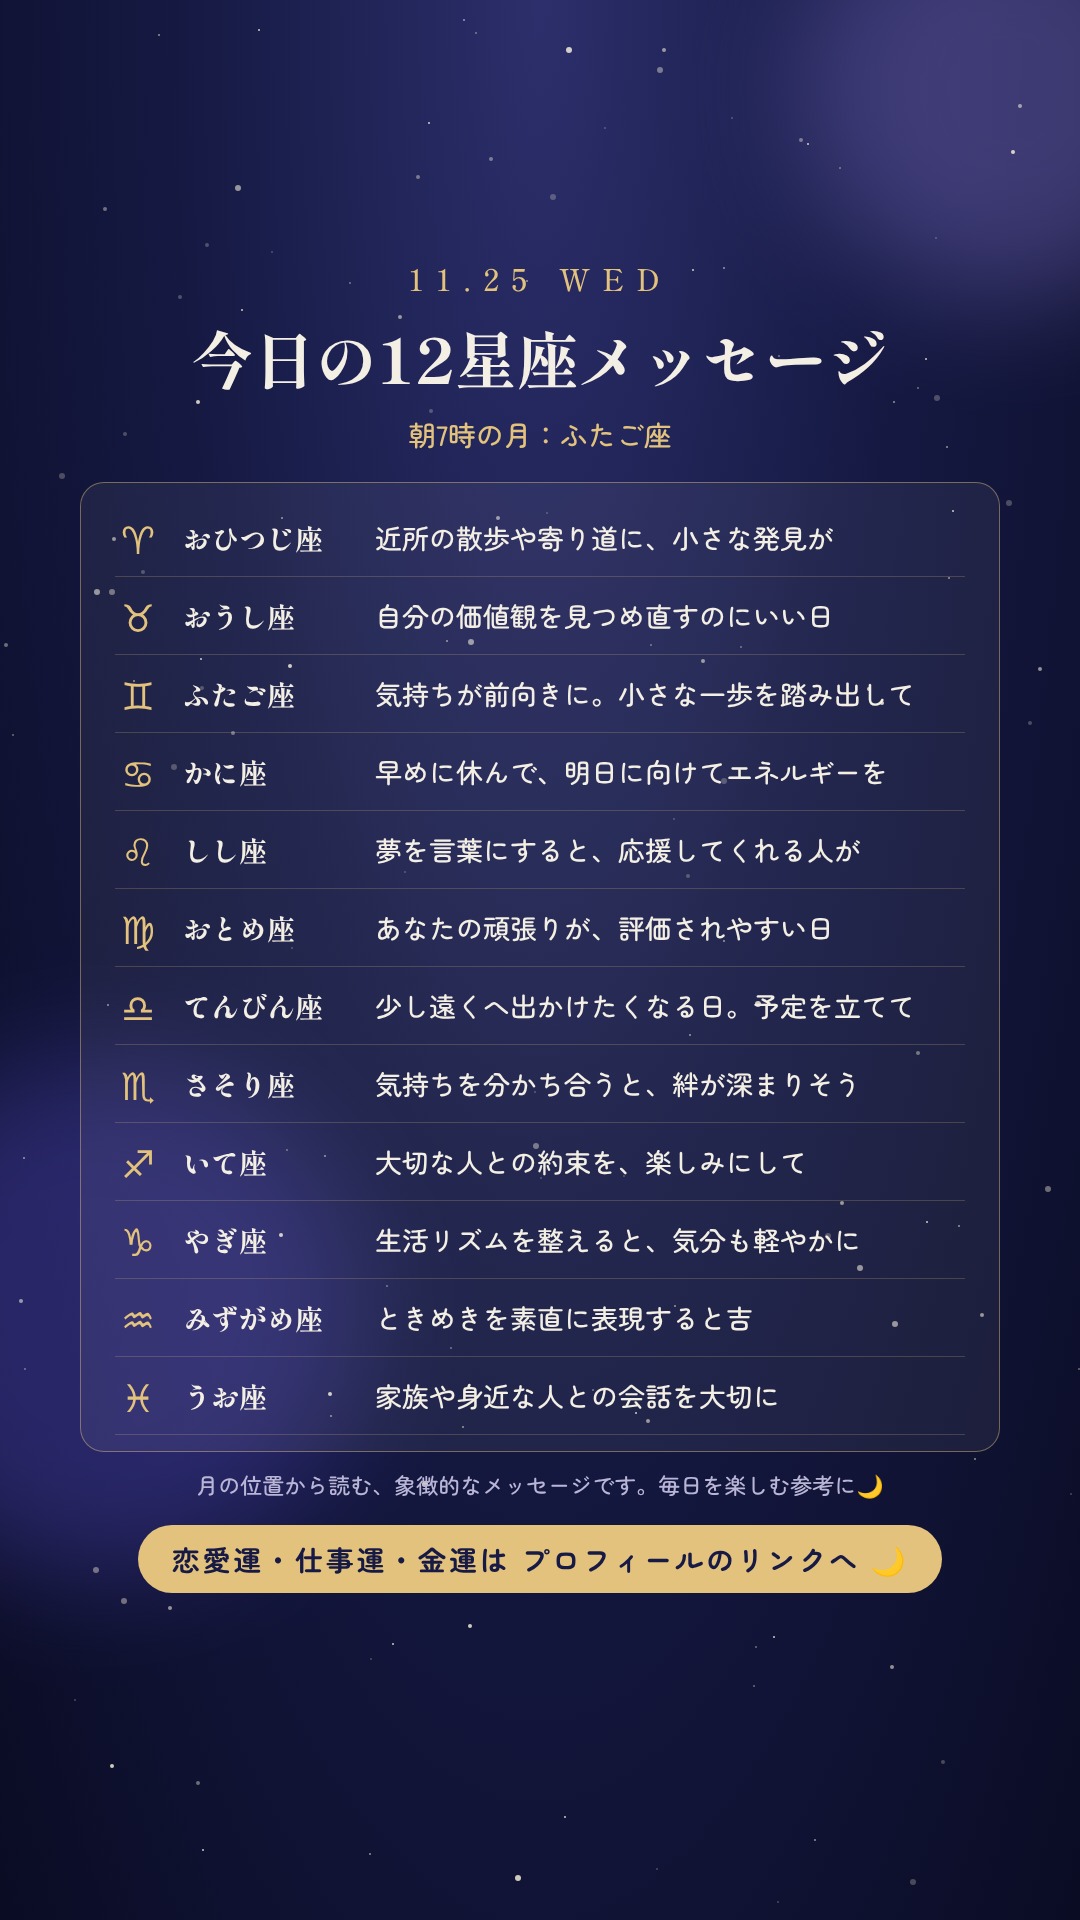 11.25 WED
今日の12星座メッセージ
朝7時の月：ふたご座
♈ おひつじ座 近所の散歩や寄り道に、小さな発見が
♉ おうし座 自分の価値観を見つめ直すのにいい日
♊ ふたご座 気持ちが前向きに。小さな一歩を踏み出して
♋ かに座 早めに休んで、明日に向けてエネルギーを
♌ しし座 夢を言葉にすると、応援してくれる人が
♍ おとめ座 あなたの頑張りが、評価されやすい日
♎ てんびん座 少し遠くへ出かけたくなる日。予定を立てて
♏ さそり座 気持ちを分かち合うと、絆が深まりそう
♐ いて座 大切な人との約束を、楽しみにして
♑ やぎ座 生活リズムを整えると、気分も軽やかに
♒ みずがめ座 ときめきを素直に表現すると吉
♓ うお座 家族や身近な人との会話を大切に
月の位置から読む、象徴的なメッセージです。毎日を楽しむ参考に🌙
恋愛運・仕事運・金運は プロフィールのリンクへ 🌙